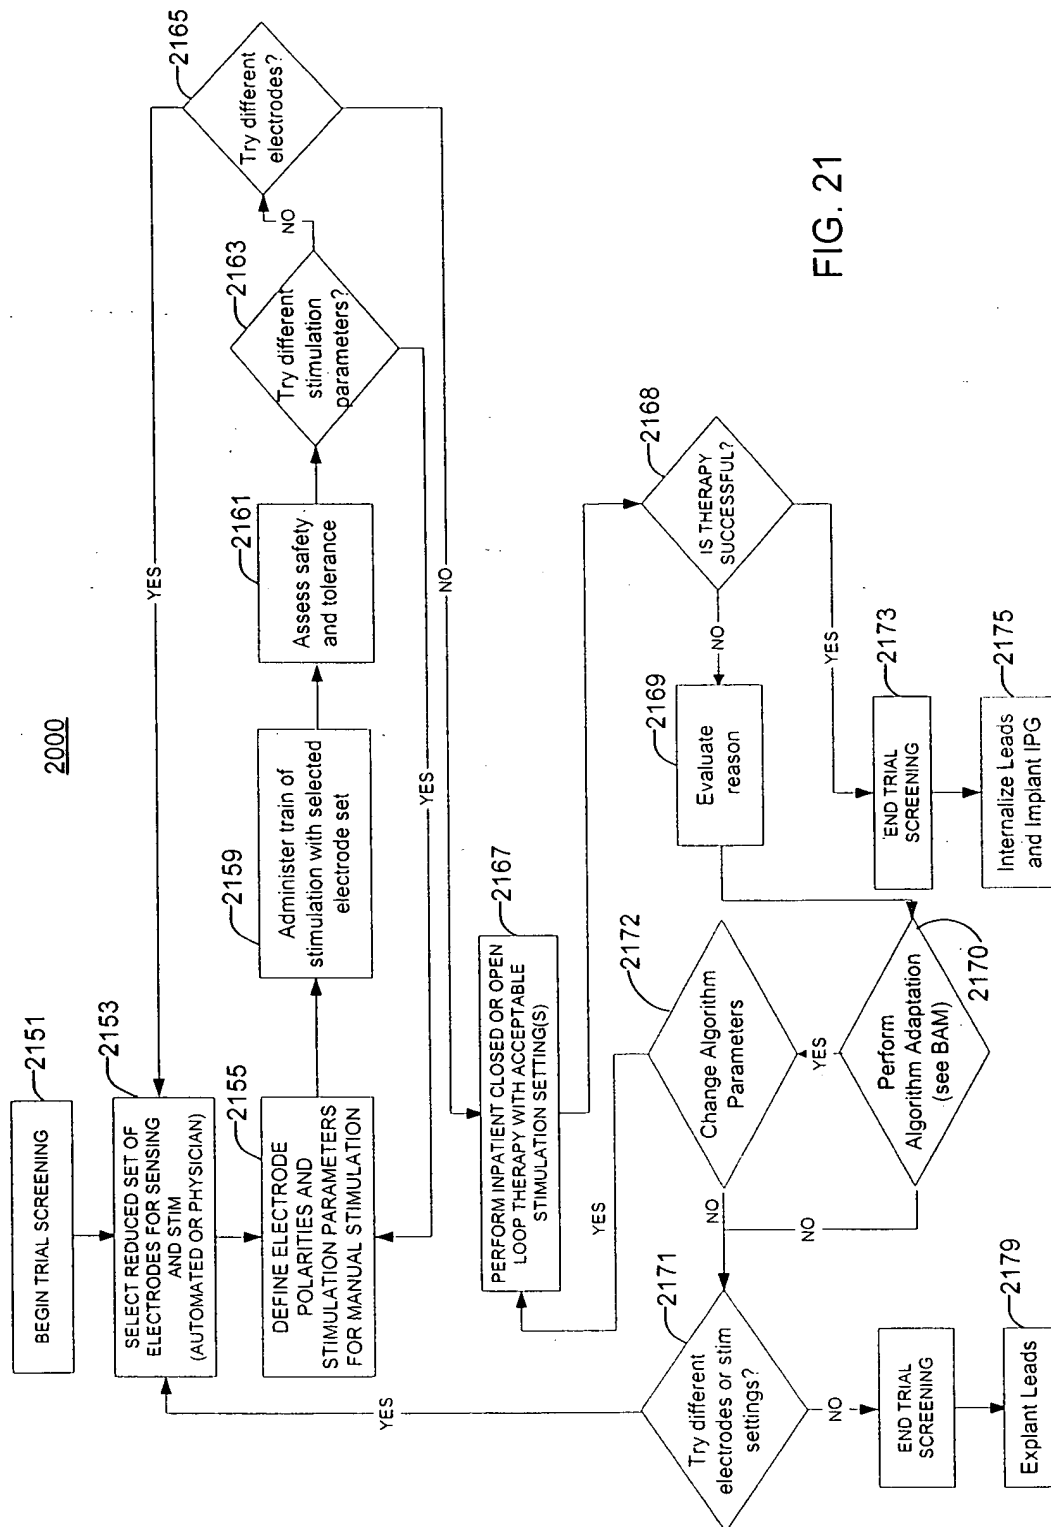 2000
2151
BEGIN TRIAL SCREENING
2153
SELECT REDUCED SET OF
ELECTRODES FOR SENSING
AND STIM
(AUTOMATED OR PHYSICIAN)
2155
DEFINE ELECTRODE
POLARITIES AND
STIMULATION PARAMETERS
FOR MANUAL STIMULATION
2159
Administer train of
stimulation with selected
electrode set
2161
Assess safety
and tolerance
2163
Try different
stimulation
parameters?
NO
YES
2165
Try different
electrodes?
YES
NO
2167
PERFORM INPATIENT CLOSED OR OPEN
LOOP THERAPY WITH ACCEPTABLE
STIMULATION SETTING(S)
2168
IS THERAPY
SUCCESSFUL?
NO
YES
2169
Evaluate
reason
2170
Perform
Algorithm Adaptation
(see BAM)
YES
NO
2172
Change Algorithm
Parameters
YES
NO
2171
Try different
electrodes or stim
settings?
YES
NO
END TRIAL
SCREENING
2179
Explant Leads
2173
END TRIAL
SCREENING
2175
Internalize Leads
and Implant IPG
FIG. 21